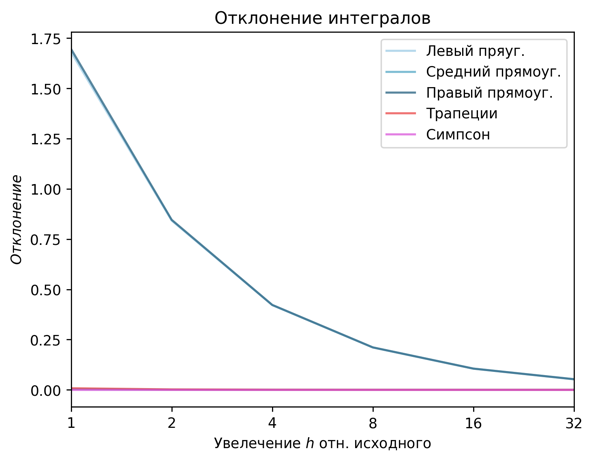 Отклонение интегралов
1.75
1.50
1.25
1.00
0.75
0.50
0.25
0.00
Отклонение
Левый пряуг.
Средний прямоуг.
Правый прямоуг.
Трапеции
Симпсон
1 2 4 8 16 32
Увелечение h отн. исходного